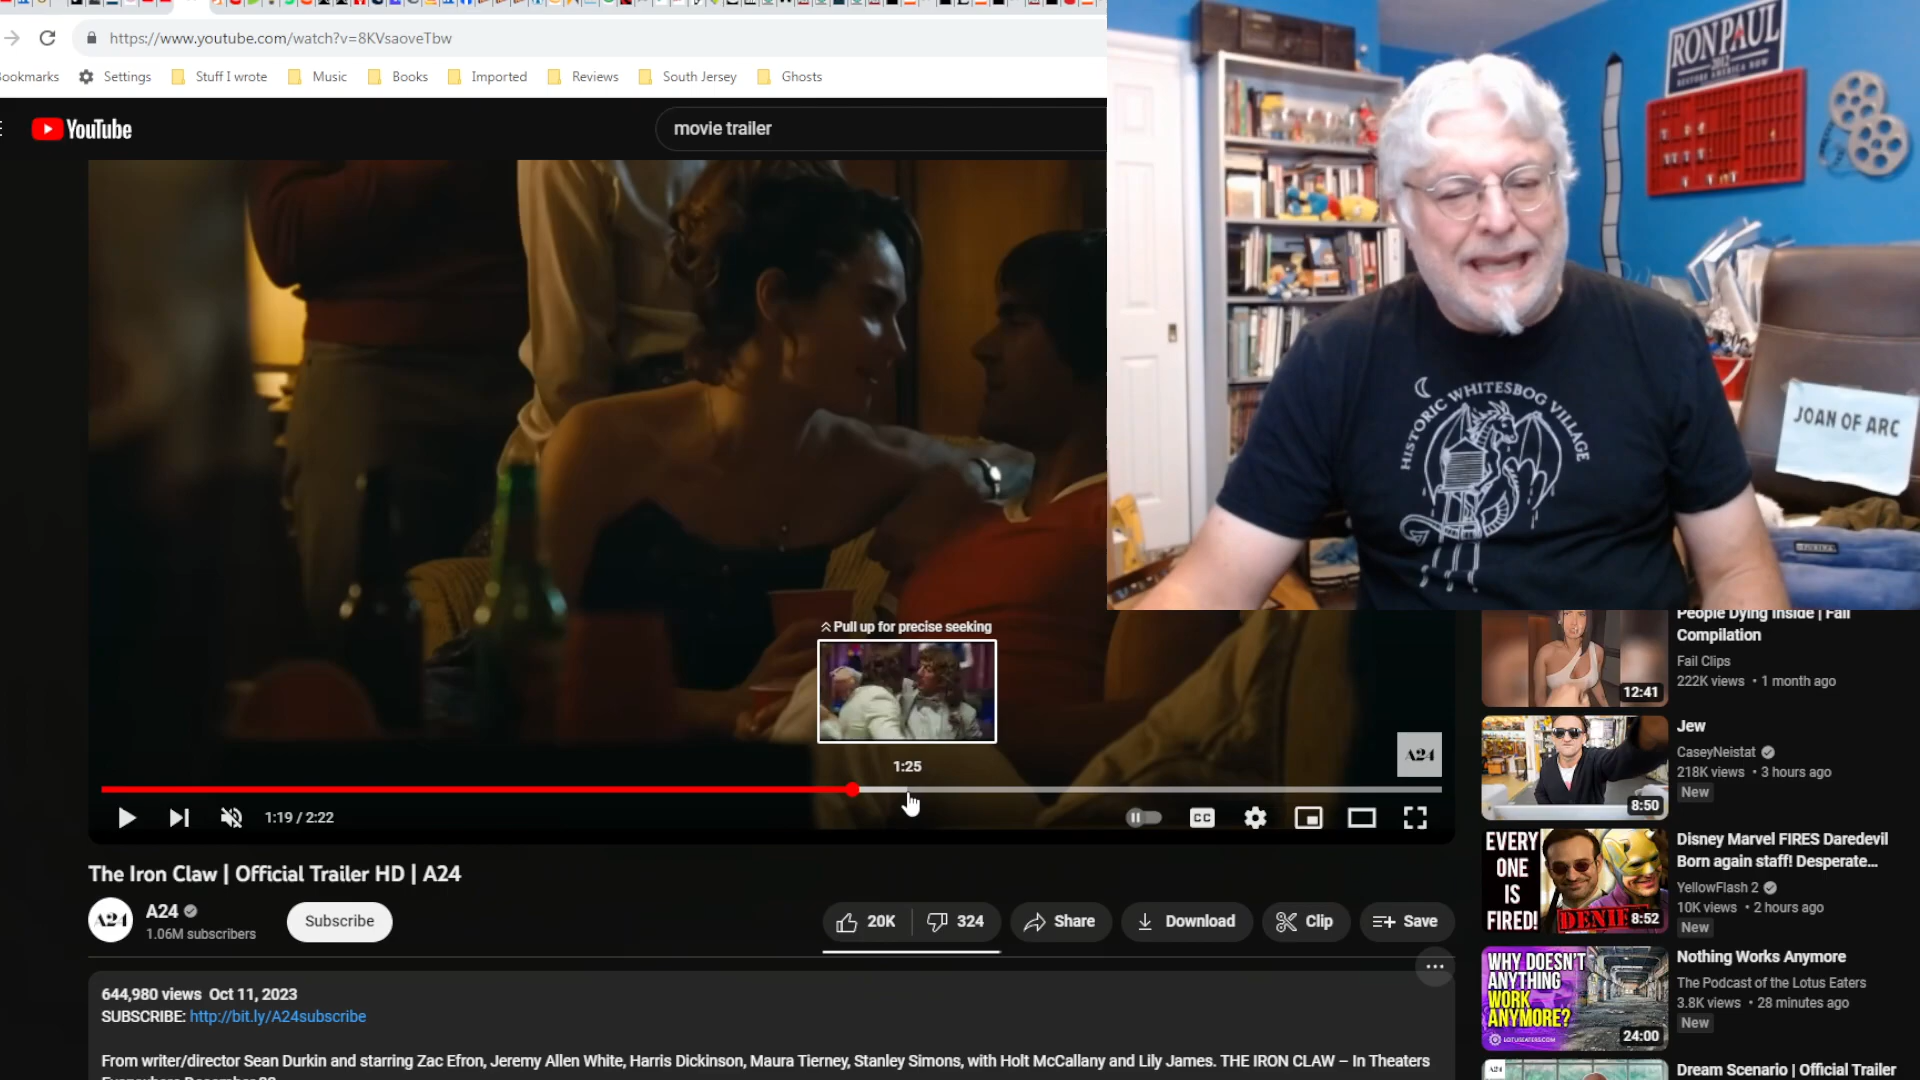 https://www.youtube.com/watch?v=8KVsaoveTbw
ookmarks Settings Stuff I wrote Music Books Imported Reviews South Jersey Ghosts
YouTube
movie trailer
RON PAUL
2012
RESTORE AMERICA NOW
HISTORIC WHITESBOG VILLAGE
JOAN OF ARC
Pull up for precise seeking
1:25
A24
1:19 / 2:22
CC
The Iron Claw | Official Trailer HD | A24
A24
A24
1.06M subscribers
Subscribe
20K
324
Share
Download
Clip
Save
644,980 views Oct 11, 2023
SUBSCRIBE: http://bit.ly/A24subscribe
From writer/director Sean Durkin and starring Zac Efron, Jeremy Allen White, Harris Dickinson, Maura Tierney, Stanley Simons, with Holt McCallany and Lily James. THE IRON CLAW – In Theaters
People Dying Inside | Fail
Compilation
Fail Clips
222K views • 1 month ago
12:41
Jew
CaseyNeistat
218K views • 3 hours ago
New
8:50
EVERY
ONE
IS
FIRED!
8:52
Disney Marvel FIRES Daredevil
Born again staff! Desperate...
YellowFlash 2
10K views • 2 hours ago
New
WHY DOESN'T
ANYTHING
WORK
ANYMORE?
LOTUSEATERS.COM
24:00
Nothing Works Anymore
The Podcast of the Lotus Eaters
3.8K views • 28 minutes ago
New
A24
Dream Scenario | Official Trailer